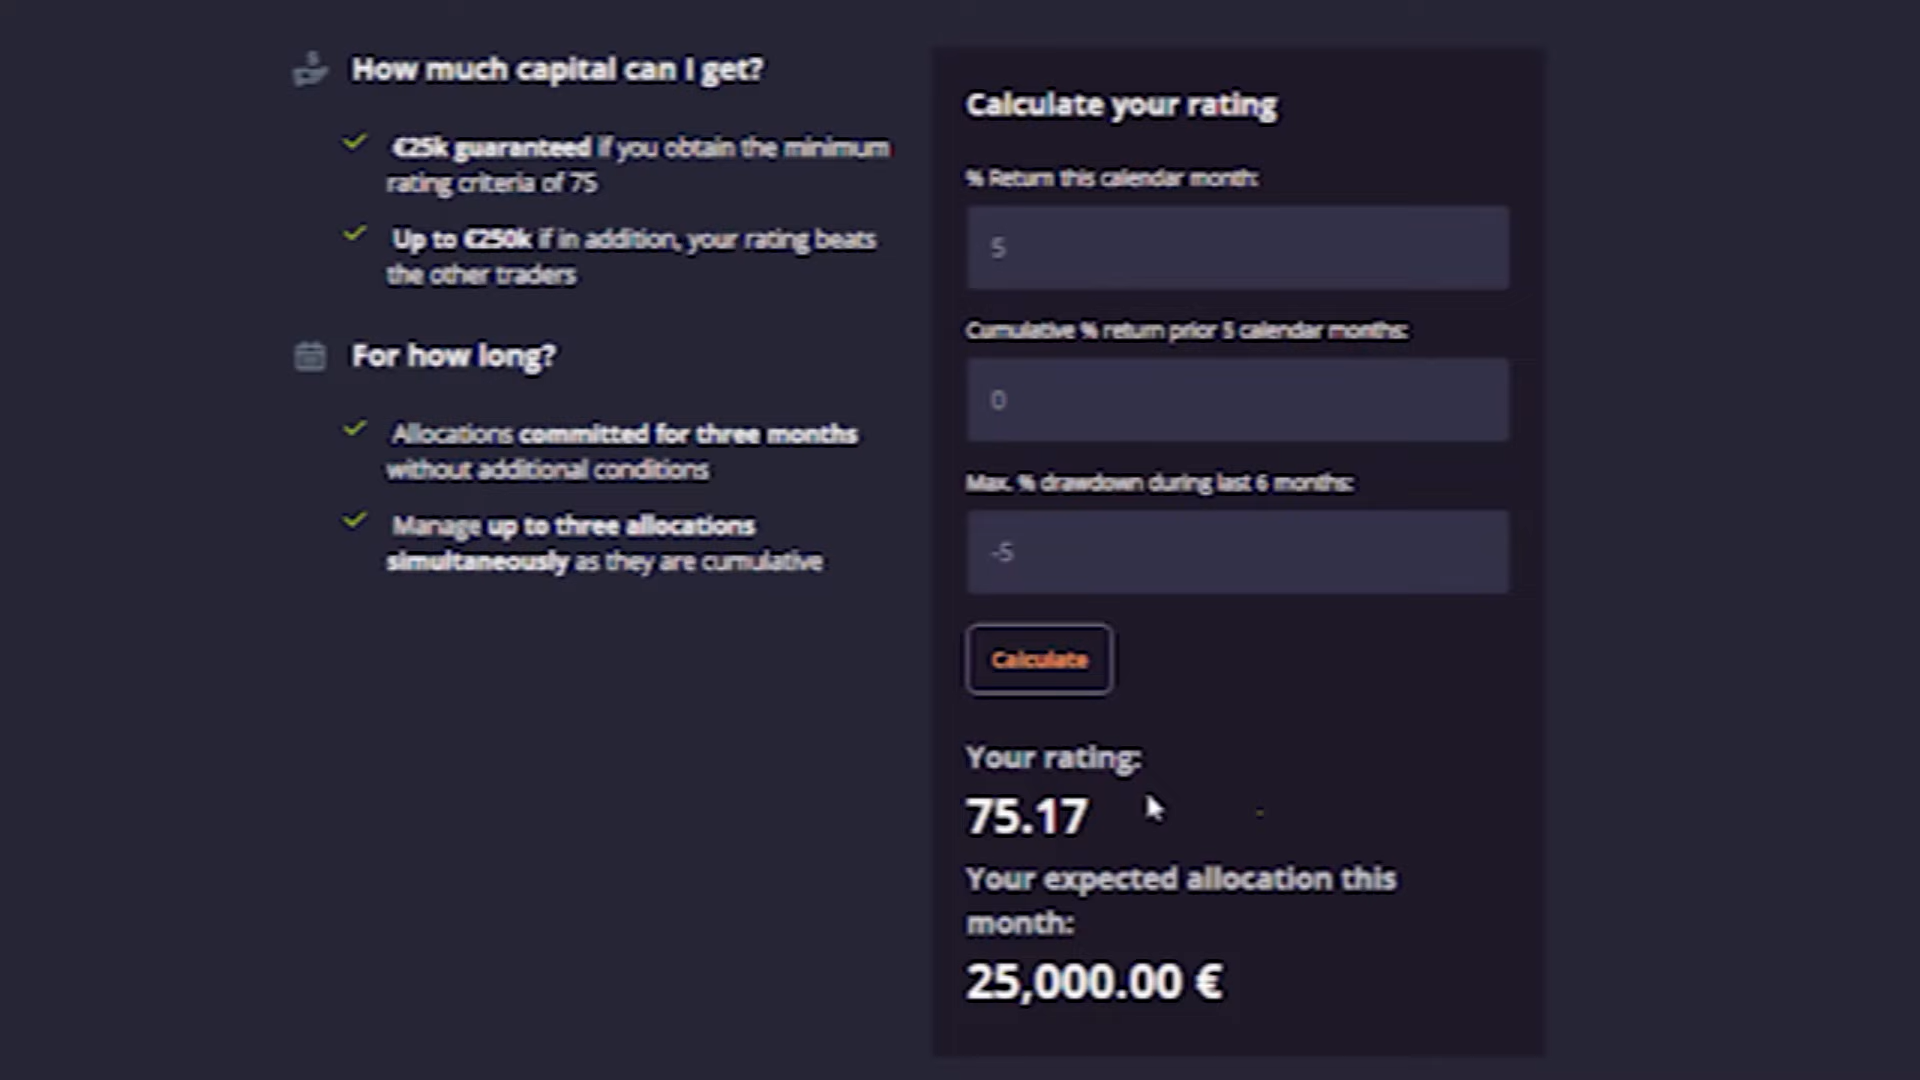 How much capital can I get?
€25k guaranteed if you obtain the minimum
rating criteria of 75
Up to €250k if in addition, your rating beats
the other traders
For how long?
Allocations committed for three months
without additional conditions
Manage up to three allocations
simultaneously as they are cumulative
Calculate your rating
% Return this calendar month:
5
Cumulative % return prior 5 calendar months:
0
Max. % drawdown during last 6 months:
-5
Calculate
Your rating:
75.17
Your expected allocation this
month:
25,000.00 €